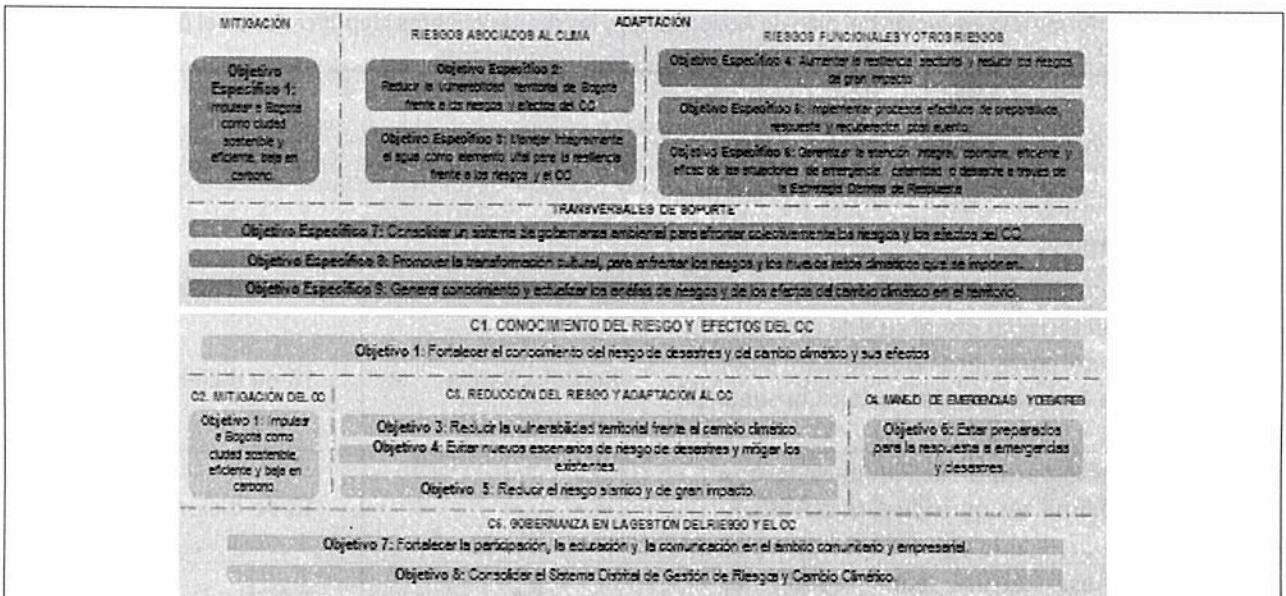 MITIGACIÓN
ADAPTACIÓN
RIESGOS ASOCIADOS AL CLIMA
RIESGOS FUNCIONALES Y OTROS RIESGOS
Objetivo
Específico 1:
Impulsar a Bogotá
como ciudad
sostenible y
eficiente, baja en
carbono.
Objetivo Específico 2:
Reducir la vulnerabilidad territorial de Bogotá
frente a los riesgos y efectos del CC
Objetivo Específico 3: Manejar integralmente
el agua como elemento vital para la resiliencia
frente a los riesgos y el CC
Objetivo Específico 4: Aumentar la resiliencia sectorial y reducir los riesgos
de gran impacto
Objetivo Específico 5: Implementar procesos efectivos de preparativos,
respuesta y recuperación post evento.
Objetivo Específico 6: Garantizar la atención integral, oportuna, eficiente y
eficaz de las situaciones de emergencia, calamidad o desastre a través de
la Estrategia Distrital de Respuesta
TRANSVERSALES DE SOPORTE
Objetivo Específico 7: Consolidar un sistema de gobernanza ambiental para afrontar colectivamente los riesgos y los efectos del CC.
Objetivo Específico 8: Promover la transformación cultural, para enfrentar los riesgos y los nuevos retos climáticos que se imponen.
Objetivo Específico 9: Generar conocimiento y actualizar los análisis de riesgos y de los efectos del cambio climático en el territorio.
C1. CONOCIMIENTO DEL RIESGO Y EFECTOS DEL CC
Objetivo 1: Fortalecer el conocimiento del riesgo de desastres y del cambio climático y sus efectos
C2. MITIGACIÓN DEL CC
Objetivo 1: Impulsar
a Bogotá como
ciudad sostenible,
eficiente y baja en
carbono
C3. REDUCCIÓN DEL RIESGO Y ADAPTACION AL CC
Objetivo 3: Reducir la vulnerabilidad territorial frente al cambio climático.
Objetivo 4: Evitar nuevos escenarios de riesgo de desastres y mitigar los
existentes.
Objetivo 5: Reducir el riesgo sísmico y de gran impacto.
C4. MANEJO DE EMERGENCIAS Y DESATRES
Objetivo 6: Estar preparados
para la respuesta a emergencias
y desastres.
C5. GOBERNANZA EN LA GESTIÓN DEL RIESGO Y EL CC
Objetivo 7: Fortalecer la participación, la educación y, la comunicación en el ámbito comunitario y empresarial.
Objetivo 8: Consolidar el Sistema Distrital de Gestión de Riesgos y Cambio Climático.